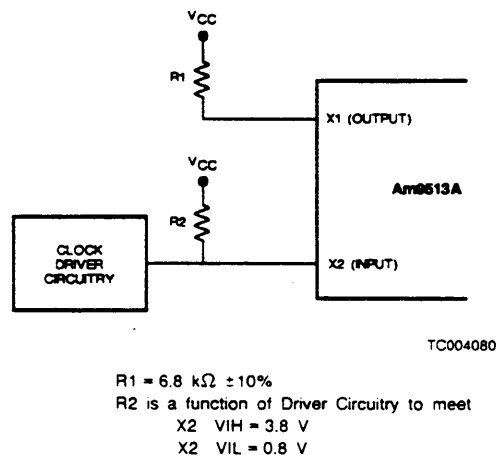 VCC
R1
X1 (OUTPUT)
VCC
Am9513A
R2
CLOCK
DRIVER
CIRCUITRY
X2 (INPUT)
TC004080
R1 = 6.8 kΩ ±10%
R2 is a function of Driver Circuitry to meet
X2 VIH = 3.8 V
X2 VIL = 0.8 V